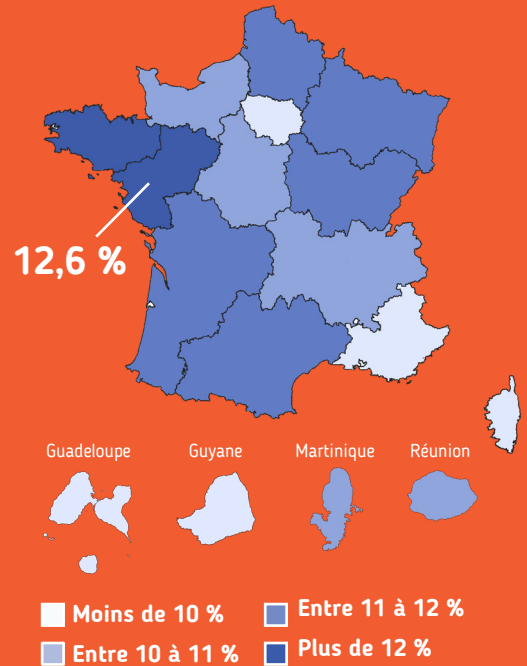 12,6 %
Guadeloupe Guyane Martinique Réunion
Moins de 10 % Entre 11 à 12 %
Entre 10 à 11 % Plus de 12 %